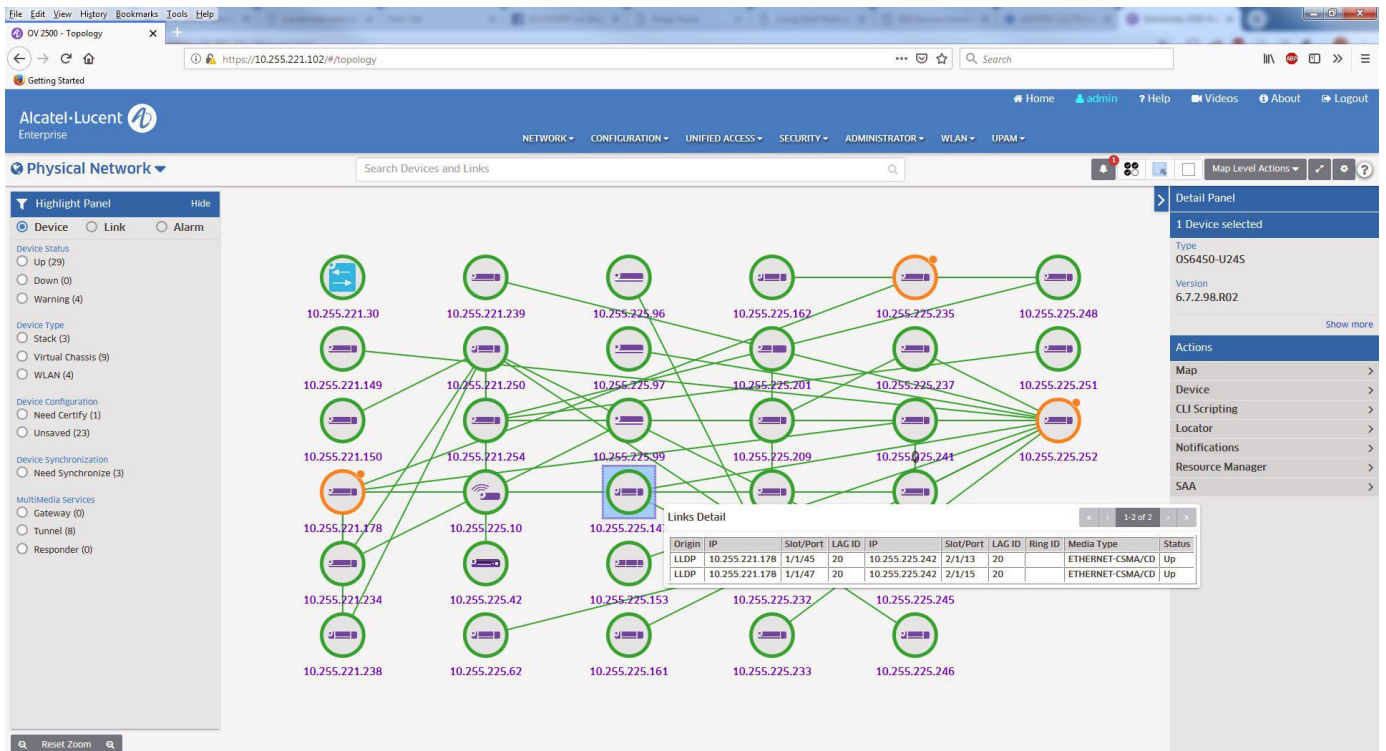 File Edit View History Bookmarks Tools Help
OV 2500 - Topology
https://10.255.221.102/#/topology
Search
Getting Started
Home admin ? Help Videos About Logout
Alcatel·Lucent
Enterprise
NETWORK CONFIGURATION UNIFIED ACCESS SECURITY ADMINISTRATOR WLAN UPAM
Physical Network
Search Devices and Links
1
Map Level Actions
?
Highlight Panel Hide
Device Link Alarm
Device Status
Up (29)
Down (0)
Warning (4)
Device Type
Stack (3)
Virtual Chassis (9)
WLAN (4)
Device Configuration
Need Certify (1)
Unsaved (23)
Device Synchronization
Need Synchronize (3)
MultiMedia Services
Gateway (0)
Tunnel (8)
Responder (0)
Reset Zoom
10.255.221.30 10.255.221.239 10.255.225.96 10.255.225.162 10.255.225.235 10.255.225.248
10.255.221.149 10.255.221.250 10.255.225.97 10.255.225.201 10.255.225.237 10.255.225.251
10.255.221.150 10.255.221.254 10.255.225.99 10.255.225.209 10.255.225.241 10.255.225.252
10.255.221.178 10.255.225.10 10.255.225.14
Links Detail
1-2 of 2
Origin IP Slot/Port LAG ID IP Slot/Port LAG ID Ring ID Media Type Status
LLDP 10.255.221.178 1/1/45 20 10.255.225.242 2/1/13 20 ETHERNET-CSMA/CD Up
LLDP 10.255.221.178 1/1/47 20 10.255.225.242 2/1/15 20 ETHERNET-CSMA/CD Up
10.255.221.234 10.255.225.42 10.255.225.153 10.255.225.232 10.255.225.245
10.255.221.238 10.255.225.62 10.255.225.161 10.255.225.233 10.255.225.246
Detail Panel
1 Device selected
Type
OS6450-U24S
Version
6.7.2.98.R02
Show more
Actions
Map
Device
CLI Scripting
Locator
Notifications
Resource Manager
SAA